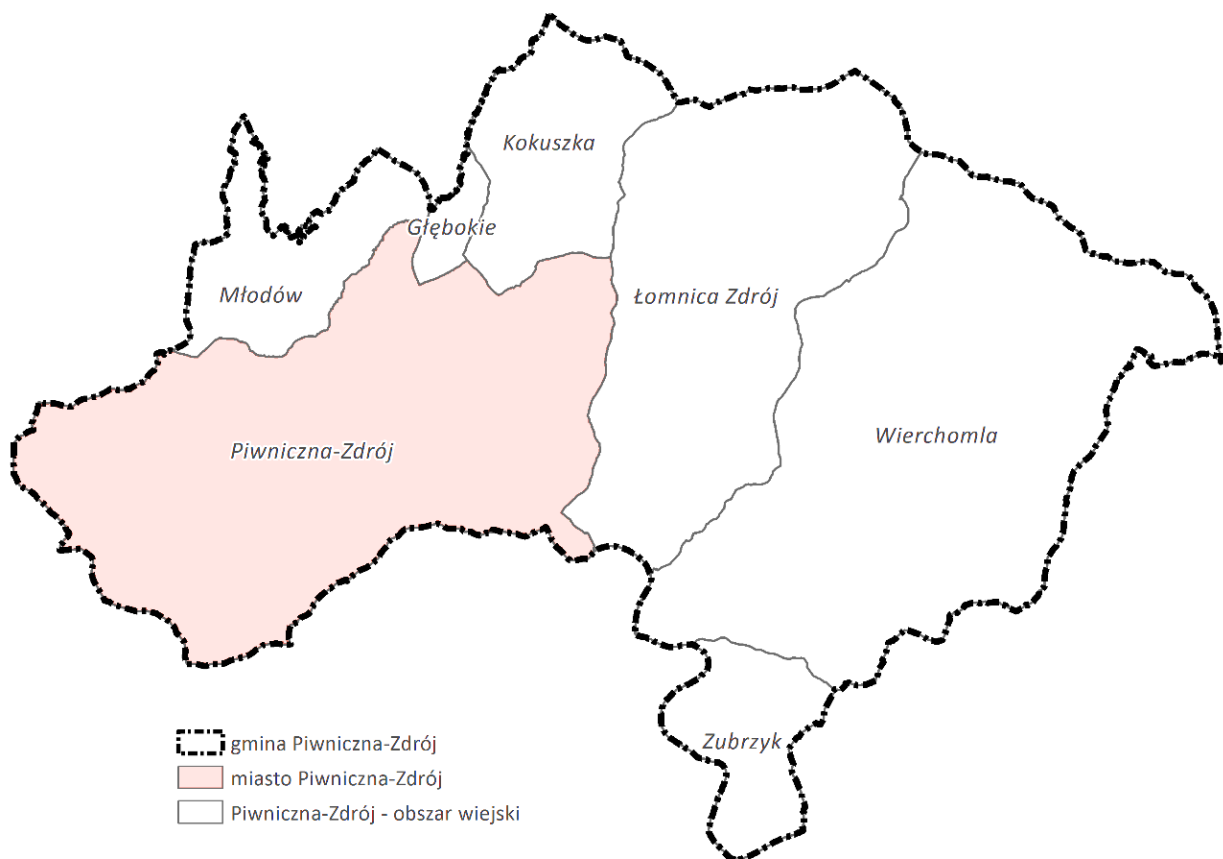 Kokuszka
Głębokie
Młodów
Łomnica Zdrój
Piwniczna-Zdrój
Wierchomla
Zubrzyk
gmina Piwniczna-Zdrój
miasto Piwniczna-Zdrój
Piwniczna-Zdrój - obszar wiejski